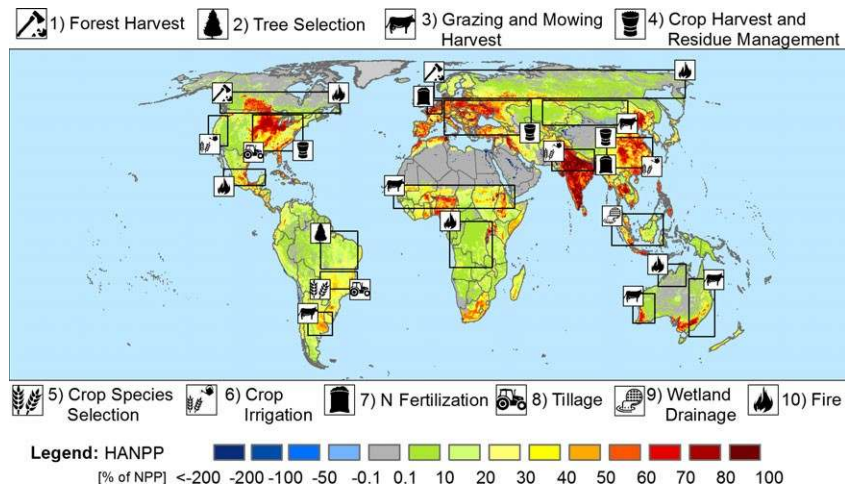 1) Forest Harvest
2) Tree Selection
3) Grazing and Mowing
Harvest
4) Crop Harvest and
Residue Management
5) Crop Species
Selection
6) Crop
Irrigation
7) N Fertilization
8) Tillage
9) Wetland
Drainage
10) Fire
Legend: HANPP
[% of NPP] <-200 -200 -100 -50 -0.1 0.1 10 20 30 40 50 60 70 80 100